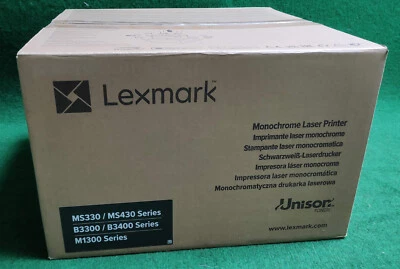 Lexmark
Monochrome Laser Printer
Imprimante laser monochrome
Stampante laser monocromatica
Schwarzweiß-Laserdrucker
Impresora láser monocromo
Impressora laser monocromática
Monochromatyczna drukarka laserowa
Unison
TONER
www.lexmark.com
MS330 / MS430 Series
B3300 / B3400 Series
M1300 Series